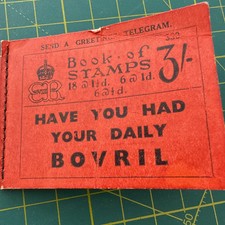 SEND A GREETINGS TELEGRAM.
Book of
STAMPS 3/-
18@1½d. 6@1d.
6@½d.
HAVE YOU HAD
YOUR DAILY
BOVRIL